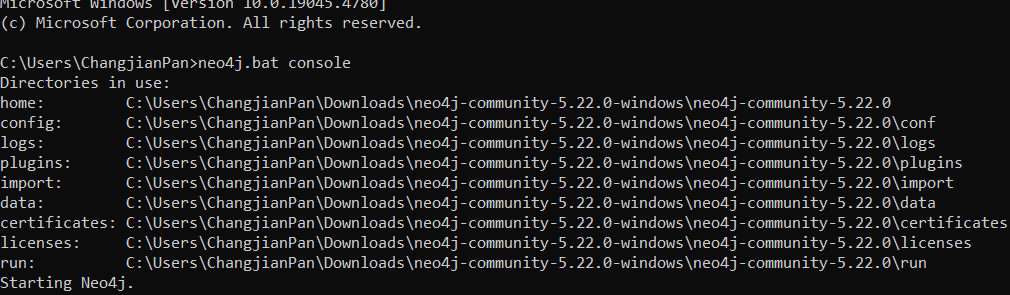 Microsoft Windows [Version 10.0.19045.4780]
(c) Microsoft Corporation. All rights reserved.
C:\Users\ChangjianPan>neo4j.bat console
Directories in use:
home:         C:\Users\ChangjianPan\Downloads\neo4j-community-5.22.0-windows\neo4j-community-5.22.0
config:       C:\Users\ChangjianPan\Downloads\neo4j-community-5.22.0-windows\neo4j-community-5.22.0\conf
logs:         C:\Users\ChangjianPan\Downloads\neo4j-community-5.22.0-windows\neo4j-community-5.22.0\logs
plugins:      C:\Users\ChangjianPan\Downloads\neo4j-community-5.22.0-windows\neo4j-community-5.22.0\plugins
import:       C:\Users\ChangjianPan\Downloads\neo4j-community-5.22.0-windows\neo4j-community-5.22.0\import
data:         C:\Users\ChangjianPan\Downloads\neo4j-community-5.22.0-windows\neo4j-community-5.22.0\data
certificates: C:\Users\ChangjianPan\Downloads\neo4j-community-5.22.0-windows\neo4j-community-5.22.0\certificates
licenses:     C:\Users\ChangjianPan\Downloads\neo4j-community-5.22.0-windows\neo4j-community-5.22.0\licenses
run:          C:\Users\ChangjianPan\Downloads\neo4j-community-5.22.0-windows\neo4j-community-5.22.0\run
Starting Neo4j.